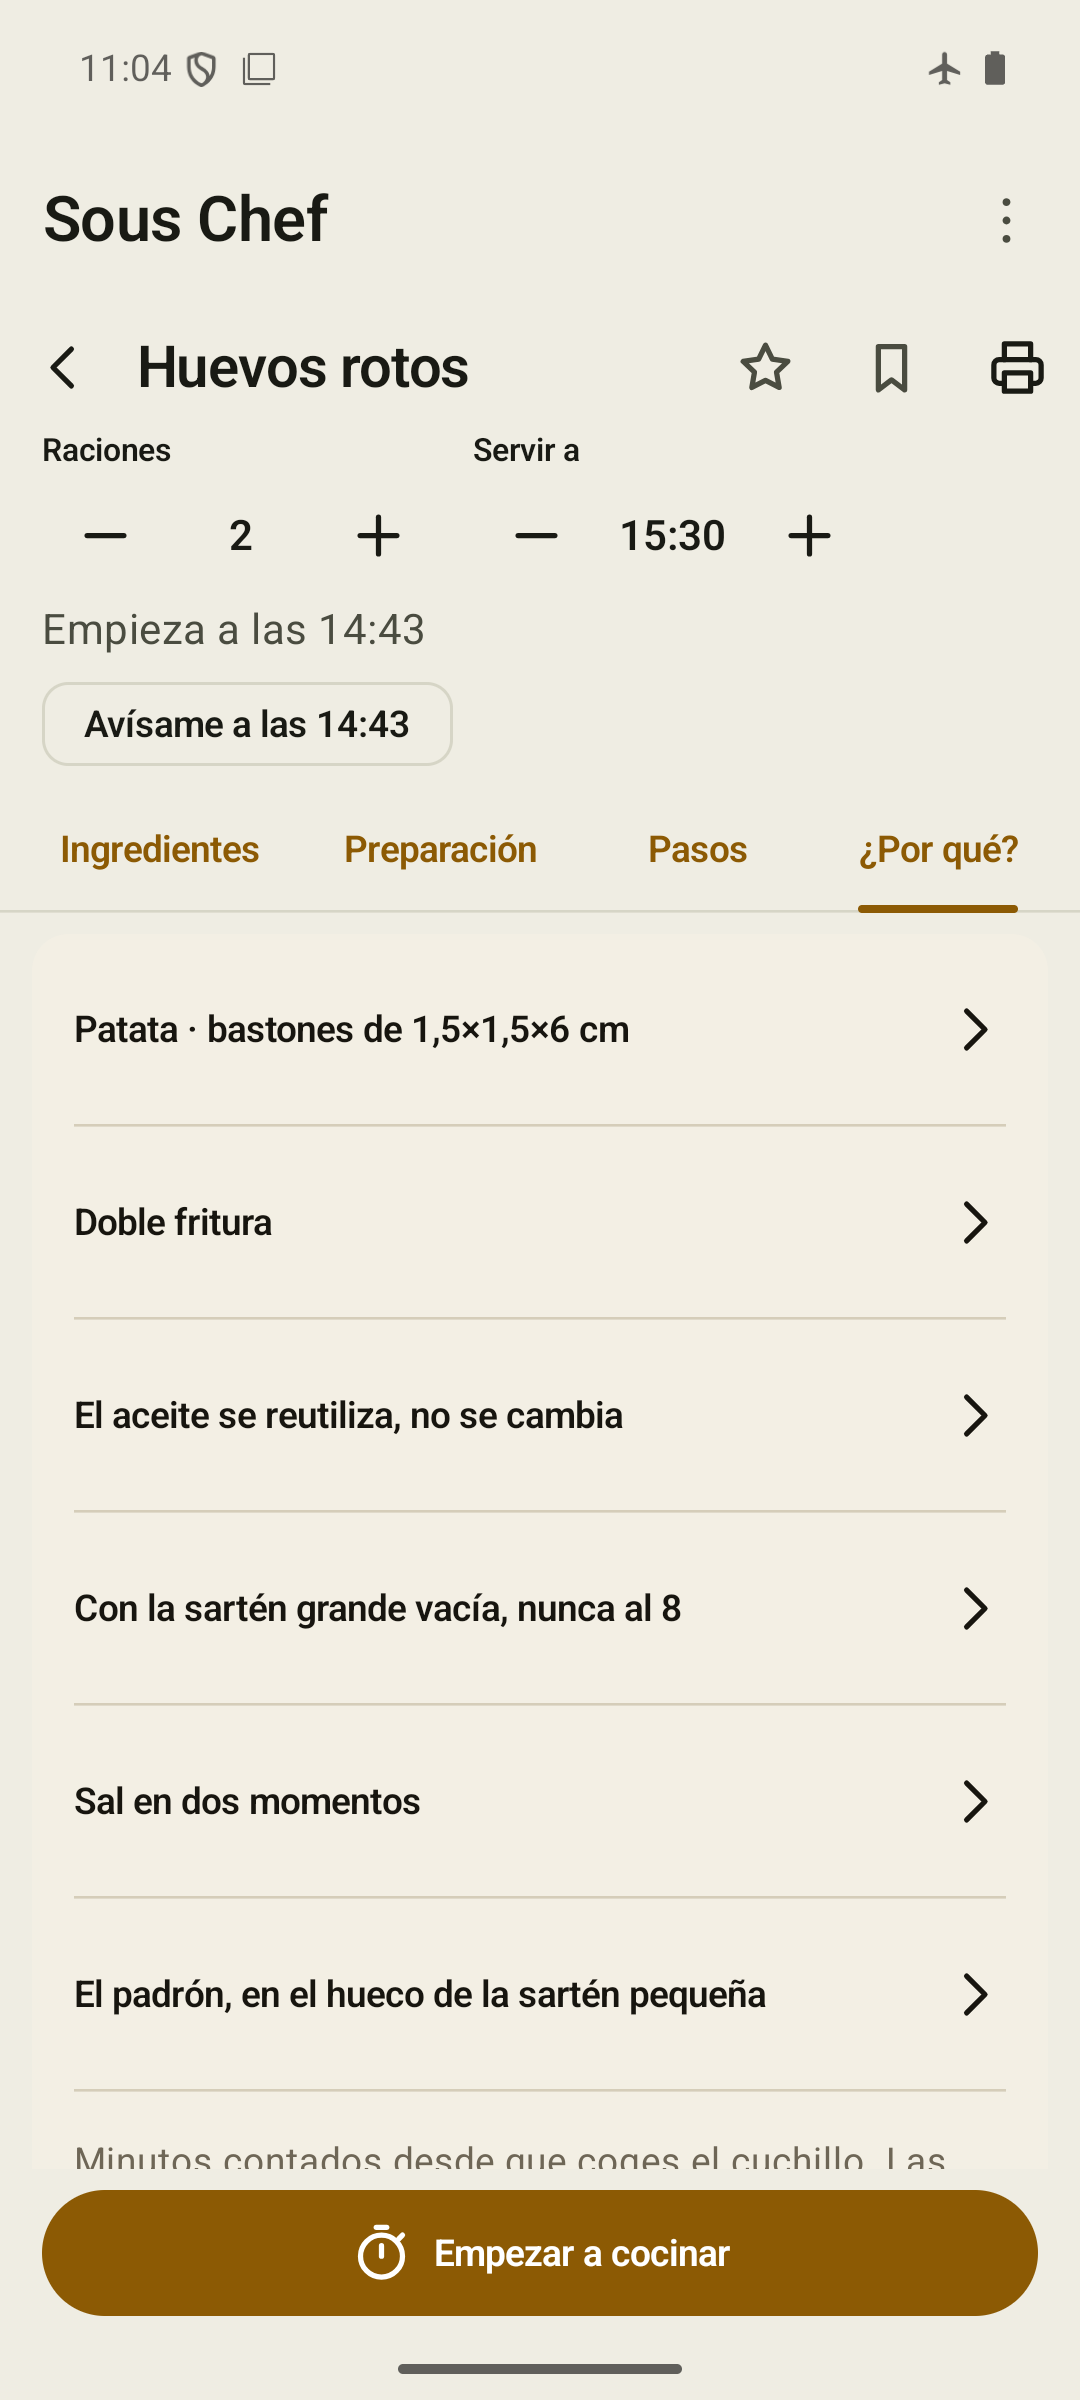 11:04
Sous Chef
Huevos rotos
Raciones
Servir a
2
15:30
Empieza a las 14:43
Avísame a las 14:43
Ingredientes
Preparación
Pasos
¿Por qué?
Patata · bastones de 1,5×1,5×6 cm
Doble fritura
El aceite se reutiliza, no se cambia
Con la sartén grande vacía, nunca al 8
Sal en dos momentos
El padrón, en el hueco de la sartén pequeña
Minutos contados desde que coges el cuchillo. Las
Empezar a cocinar